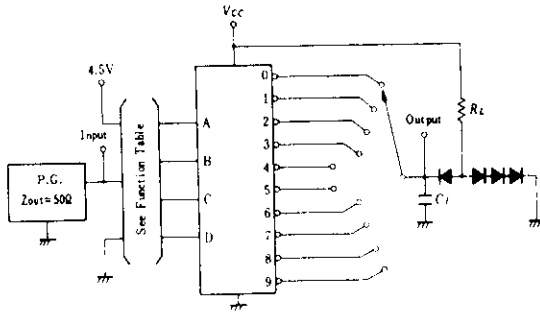 VCC
4.5V
Input
P.G.
Zout=50Ω
See Function Table
A
B
C
D
0
1
2
3
4
5
6
7
8
9
Output
RL
CL